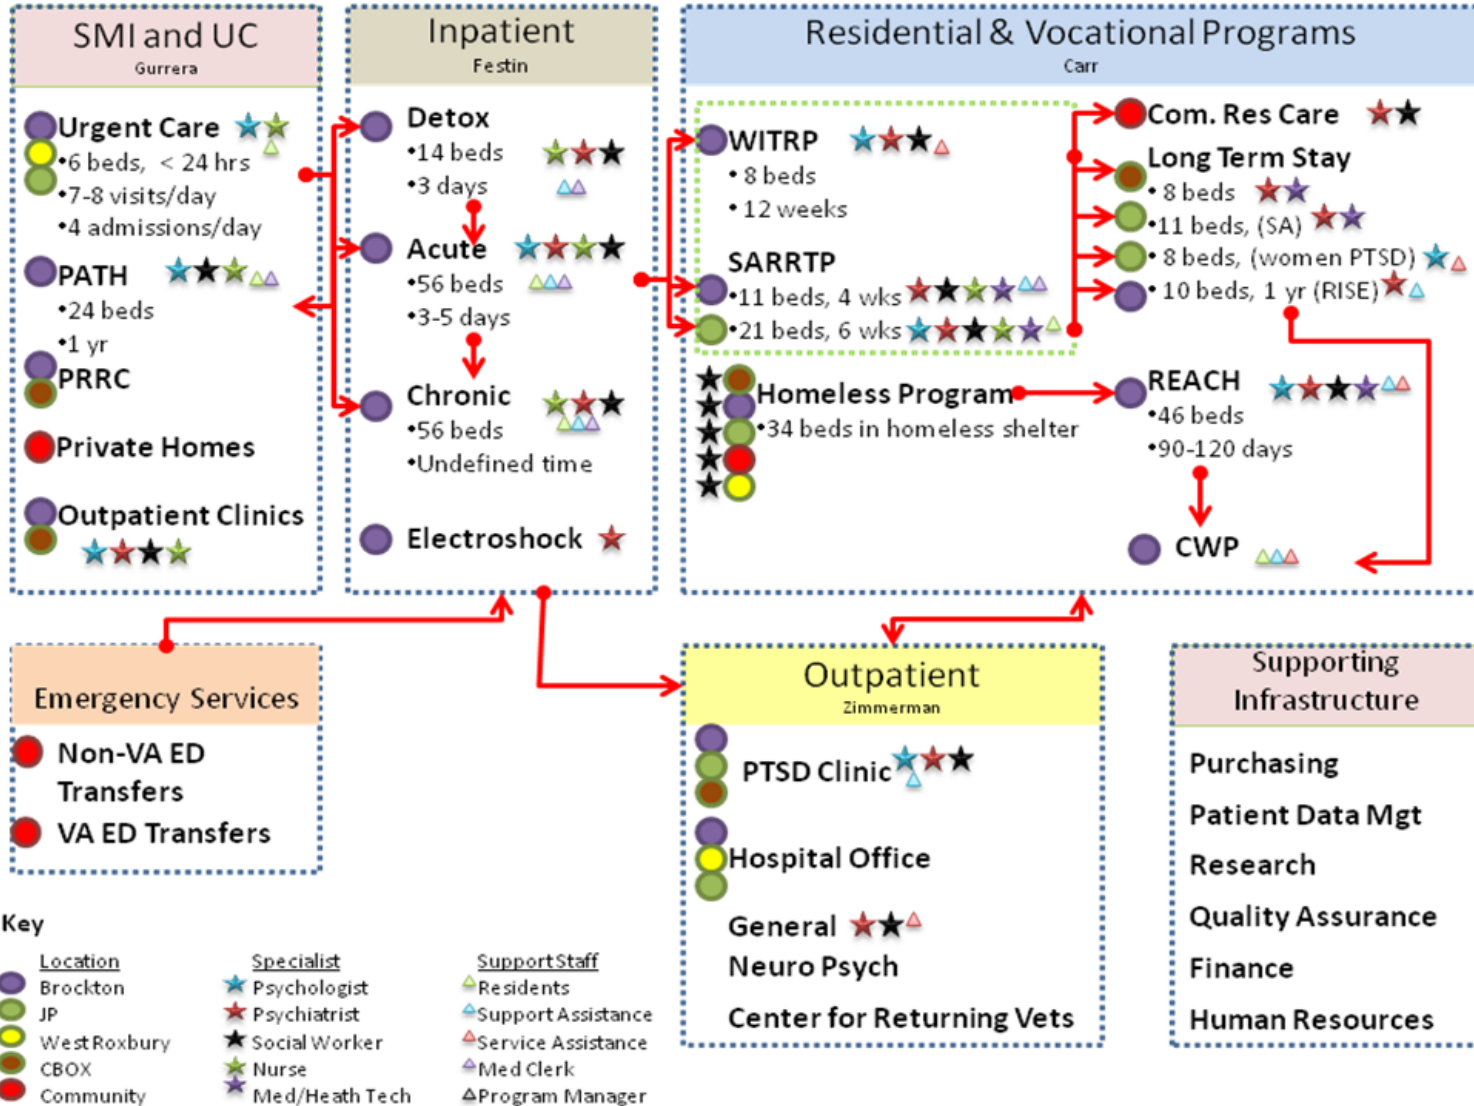 SMI and UC
Gurrera
Urgent Care
•6 beds, < 24 hrs
•7-8 visits/day
•4 admissions/day
PATH
•24 beds
•1 yr
PRRC
Private Homes
Outpatient Clinics
Inpatient
Festin
Detox
•14 beds
•3 days
Acute
•56 beds
•3-5 days
Chronic
•56 beds
•Undefined time
Electroshock
Residential & Vocational Programs
Carr
WITRP
• 8 beds
• 12 weeks
SARRTP
•11 beds, 4 wks
•21 beds, 6 wks
Homeless Program
•34 beds in homeless shelter
Com. Res Care
Long Term Stay
• 8 beds
•11 beds, (SA)
• 8 beds, (women PTSD)
• 10 beds, 1 yr (RISE)
REACH
•46 beds
•90-120 days
CWP
Emergency Services
Non-VA ED
Transfers
VA ED Transfers
Outpatient
Zimmerman
PTSD Clinic
Hospital Office
General
Neuro Psych
Center for Returning Vets
Supporting
Infrastructure
Purchasing
Patient Data Mgt
Research
Quality Assurance
Finance
Human Resources
Key
Location
Brockton
JP
West Roxbury
CBOX
Community
Specialist
Psychologist
Psychiatrist
Social Worker
Nurse
Med/Heath Tech
Support Staff
Residents
Support Assistance
Service Assistance
Med Clerk
Program Manager